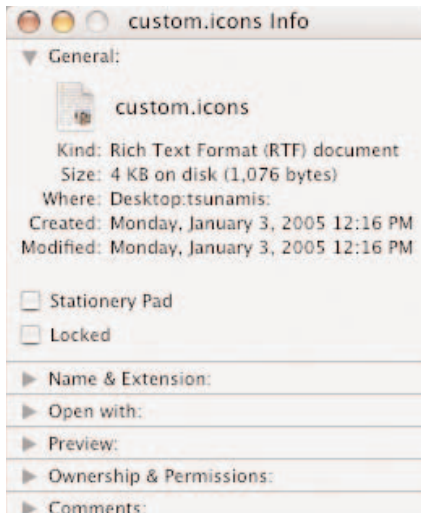 custom.icons Info
General:
custom.icons
Kind: Rich Text Format (RTF) document
Size: 4 KB on disk (1,076 bytes)
Where: Desktop:tsunamis:
Created: Monday, January 3, 2005 12:16 PM
Modified: Monday, January 3, 2005 12:16 PM
Stationery Pad
Locked
Name & Extension:
Open with:
Preview:
Ownership & Permissions:
Comments: